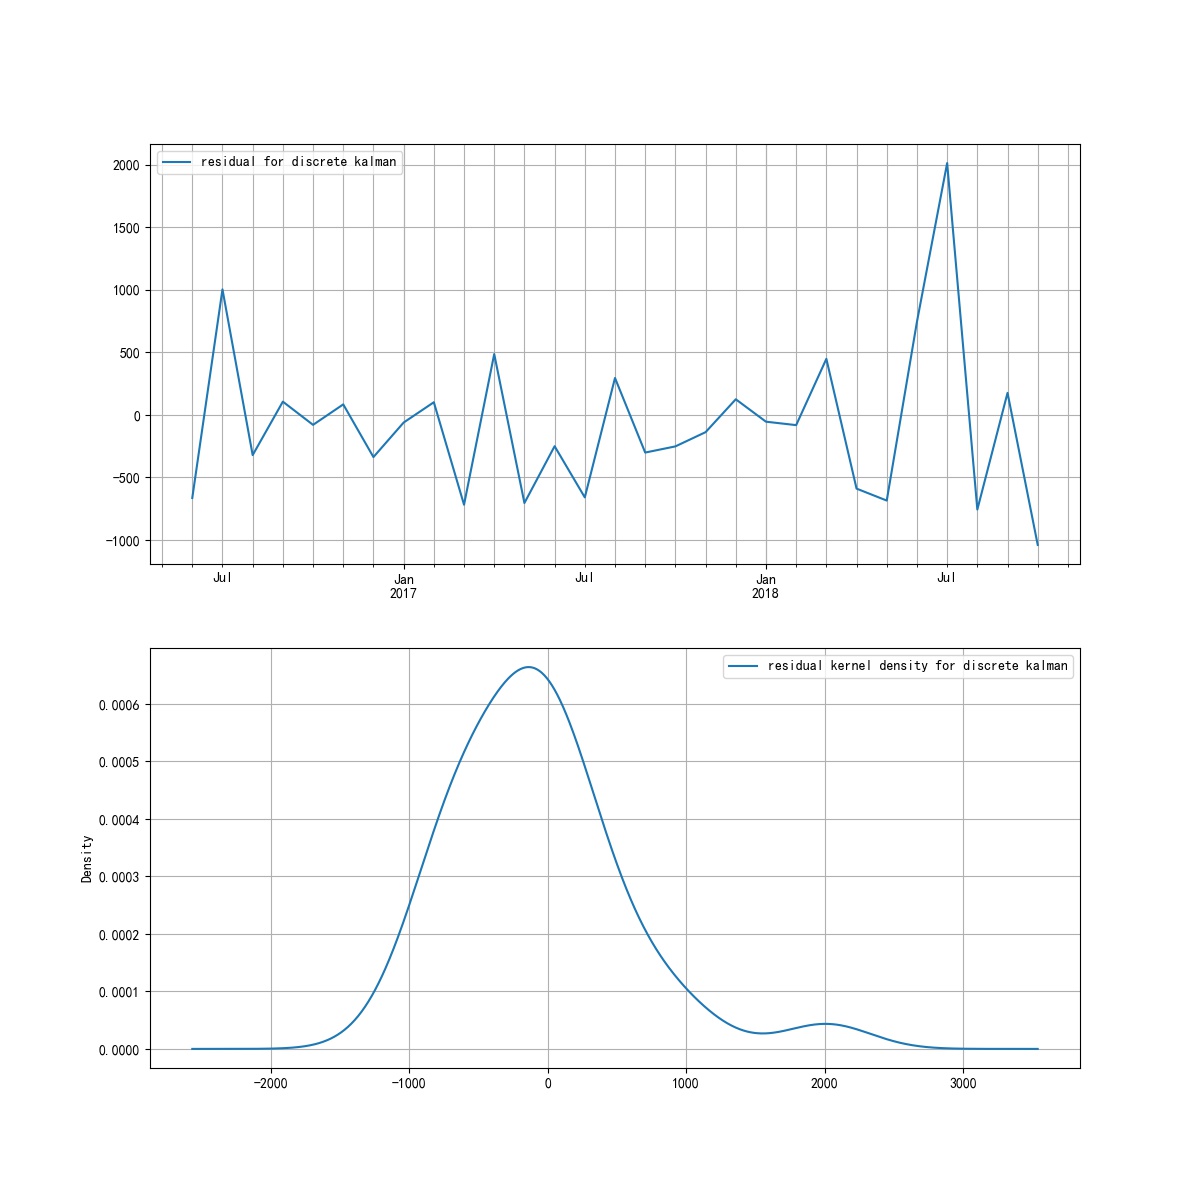 residual for discrete kalman
2000
1500
1000
500
0
−500
−1000
Jul
Jan
2017
Jul
Jan
2018
Jul
residual kernel density for discrete kalman
Density
0.0006
0.0005
0.0004
0.0003
0.0002
0.0001
0.0000
−2000
−1000
0
1000
2000
3000